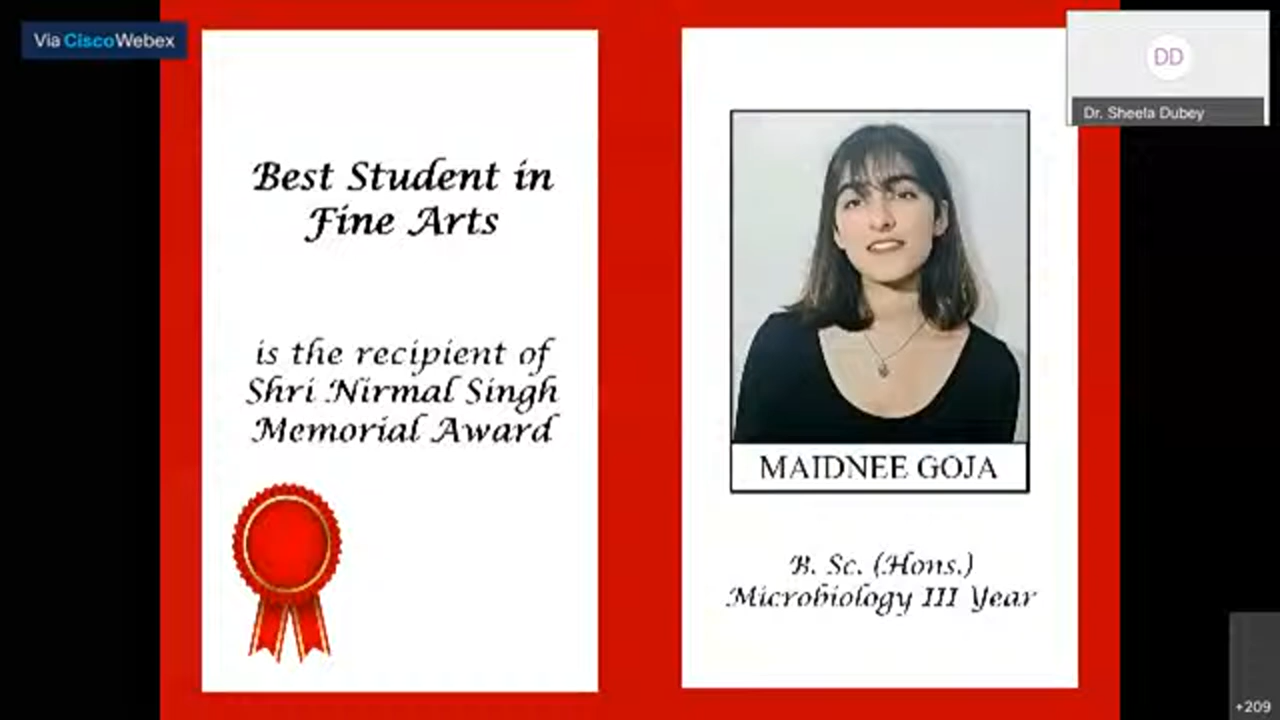 Via CiscoWebex
Best Student in
Fine Arts
is the recipient of
Shri Nirmal Singh
Memorial Award
MAIDNEE GOJA
B. Sc. (Hons.)
Microbiology III Year
DD
Dr. Sheela Dubey
+209